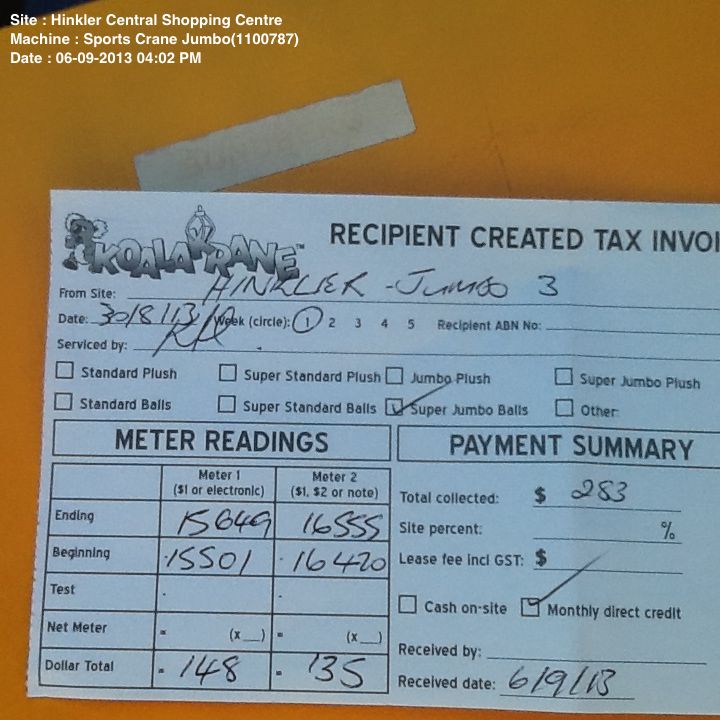 Site : Hinkler Central Shopping Centre
Machine : Sports Crane Jumbo(1100787)
Date : 06-09-2013 04:02 PM
KOALA KRANE™
RECIPIENT CREATED TAX INVOI
From Site: HINKLER - JUMBO 3
Date: 30/8/13 Week (circle): 1 2 3 4 5 Recipient ABN No:
Serviced by:
Standard Plush Super Standard Plush Jumbo Plush Super Jumbo Plush
Standard Balls Super Standard Balls Super Jumbo Balls Other:
METER READINGS PAYMENT SUMMARY
Meter 1 Meter 2
($1 or electronic) ($1, $2 or note)
Total collected: $ 283
Ending 15649 16555
Site percent: %
Beginning 15501 16420
Lease fee incl GST: $
Test
Cash on-site Monthly direct credit
Net Meter = (x__) = (x__)
Received by:
Dollar Total = 148 = 135
Received date: 6/9/13